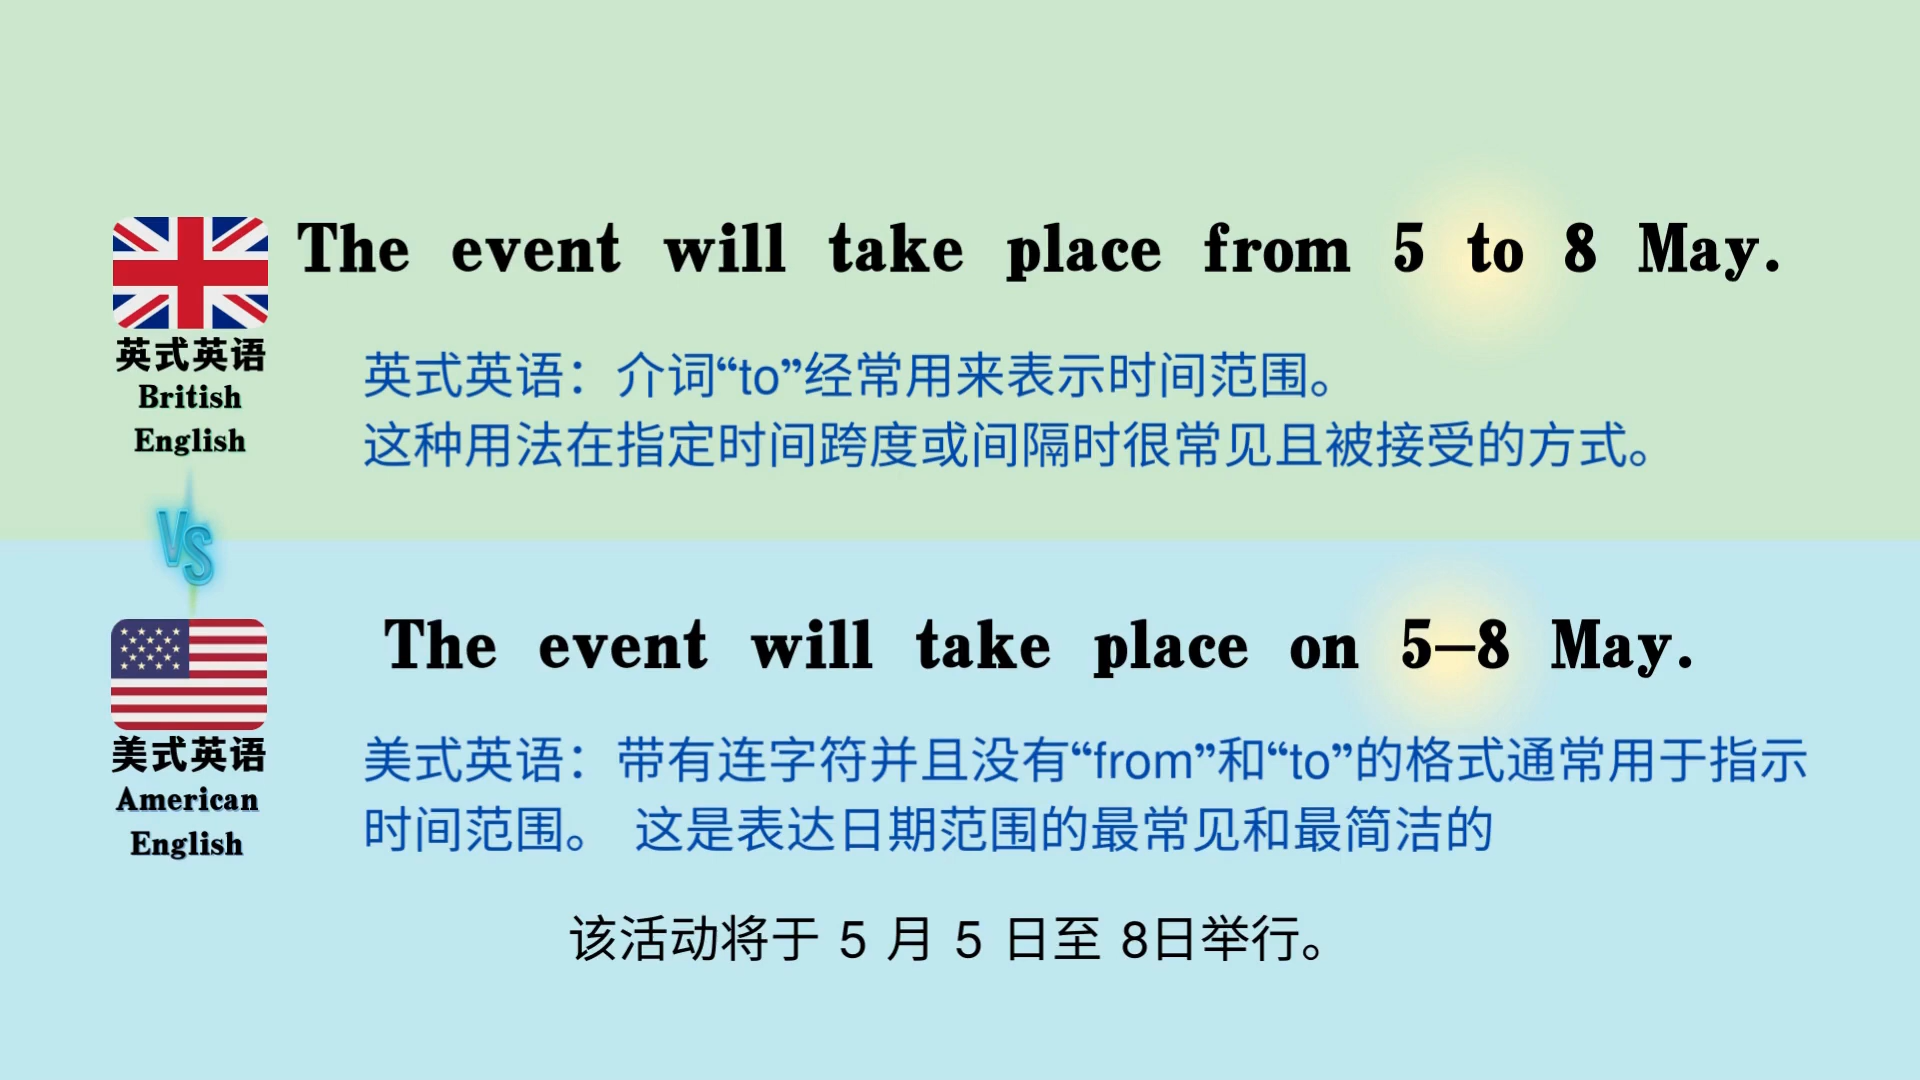 The event will take place from 5 to 8 May.
英式英语
British
English
英式英语：介词“to”经常用来表示时间范围。
这种用法在指定时间跨度或间隔时很常见且被接受的方式。
VS
The event will take place on 5–8 May.
美式英语
American
English
美式英语：带有连字符并且没有“from”和“to”的格式通常用于指示
时间范围。 这是表达日期范围的最常见和最简洁的
该活动将于 5 月 5 日至 8日举行。